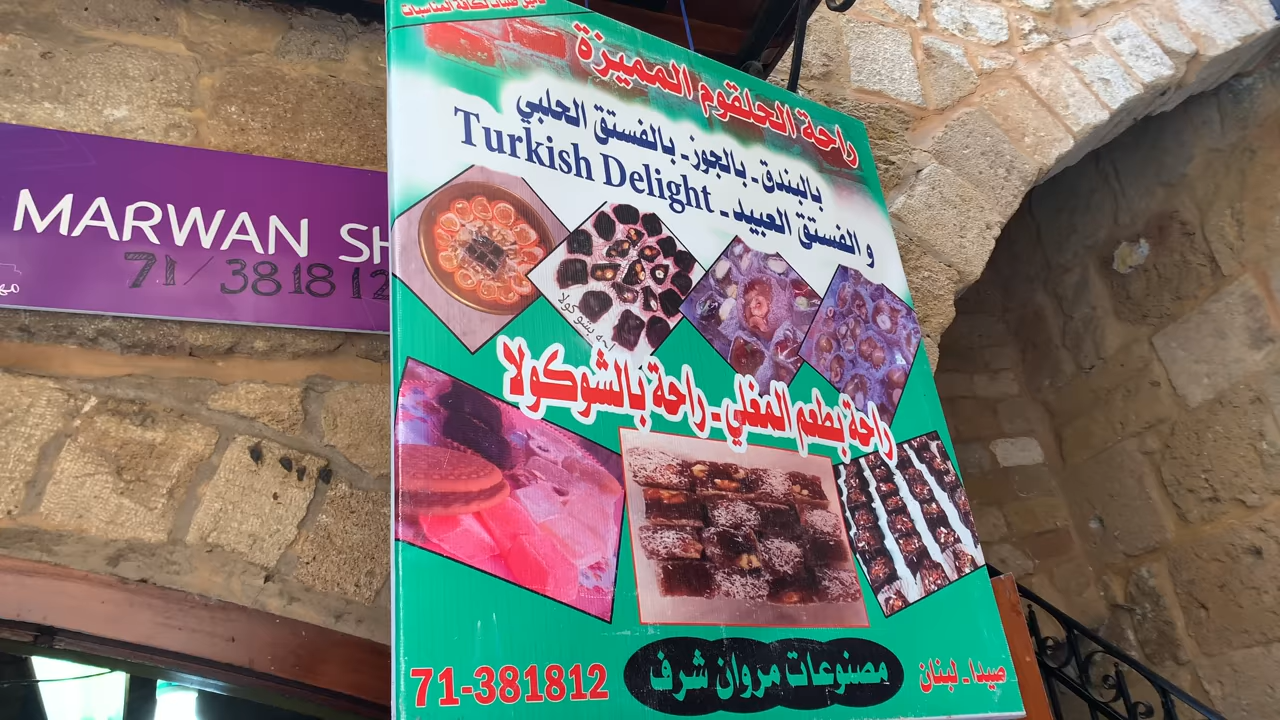 MARWAN SH
71/381812
راحة الحلقوم المميزة
بالبندق - بالجوز - بالفستق الحلبي
و الفستق العبيد - Turkish Delight
راحة بطعم المغلي - راحة بالشوكولا
71-381812
مصنوعات مروان شرف
صيدا - لبنان